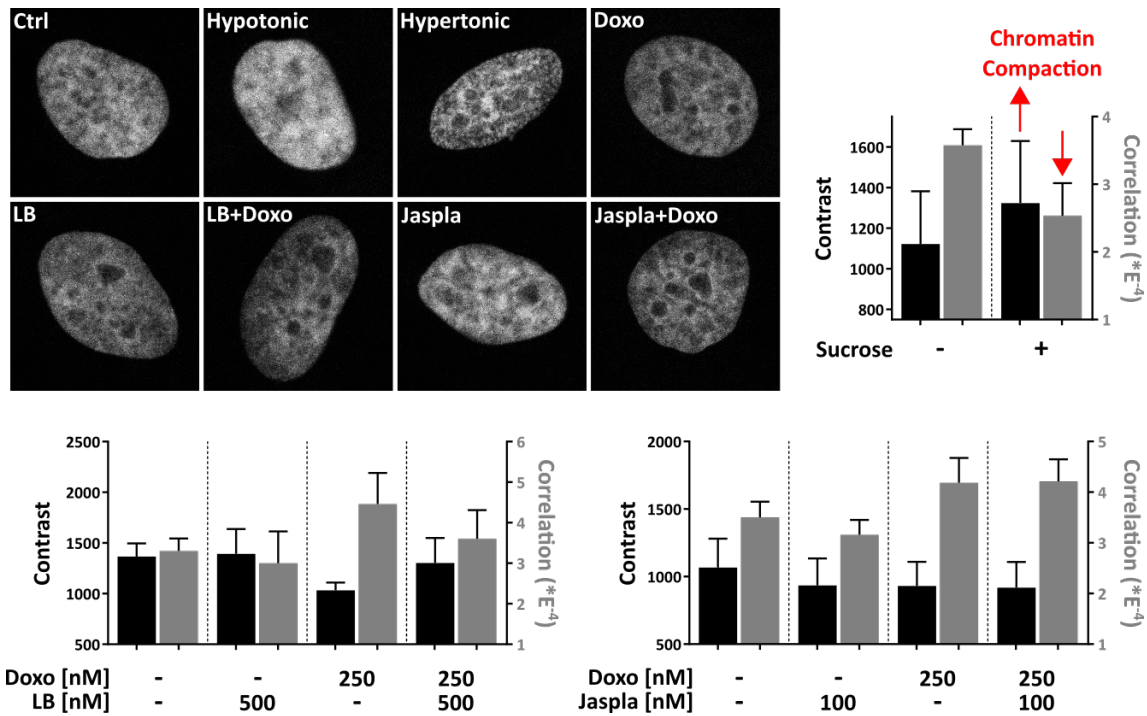 Ctrl
Hypotonic
Hypertonic
Doxo
LB
LB+Doxo
Jaspla
Jaspla+Doxo
Chromatin
Compaction
Contrast
1600
1400
1200
1000
800
4
3
2
1
Correlation (*E-4)
Sucrose - +
Contrast
2500
2000
1500
1000
500
6
5
4
3
2
1
Correlation (*E-4)
Doxo [nM] - - 250 250
LB [nM] - 500 - 500
Contrast
2000
1500
1000
500
5
4
3
2
1
Correlation (*E-4)
Doxo [nM] - - 250 250
Jaspla [nM] - 100 - 100